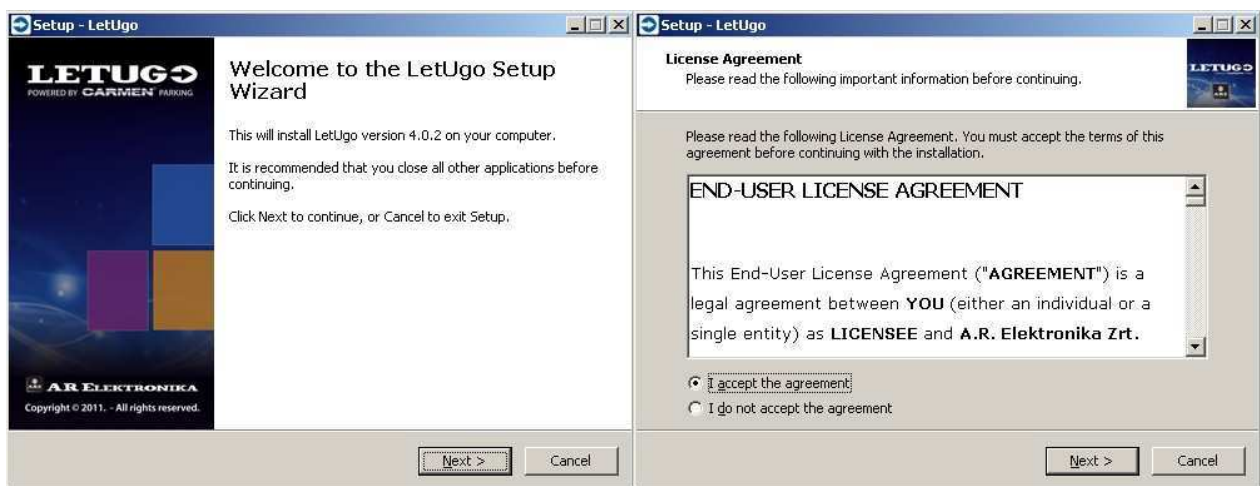 Setup - LetUgo
LETUGO
POWERED BY CARMEN® PARKING
Welcome to the LetUgo Setup
Wizard
This will install LetUgo version 4.0.2 on your computer.
It is recommended that you close all other applications before
continuing.
Click Next to continue, or Cancel to exit Setup.
AR ELEKTRONIKA
Copyright © 2011. - All rights reserved.
Next >
Cancel
Setup - LetUgo
License Agreement
Please read the following important information before continuing.
LETUGO
Please read the following License Agreement. You must accept the terms of this
agreement before continuing with the installation.
END-USER LICENSE AGREEMENT
This End-User License Agreement ("AGREEMENT") is a
legal agreement between YOU (either an individual or a
single entity) as LICENSEE and A.R. Elektronika Zrt.
I accept the agreement
I do not accept the agreement
Next >
Cancel